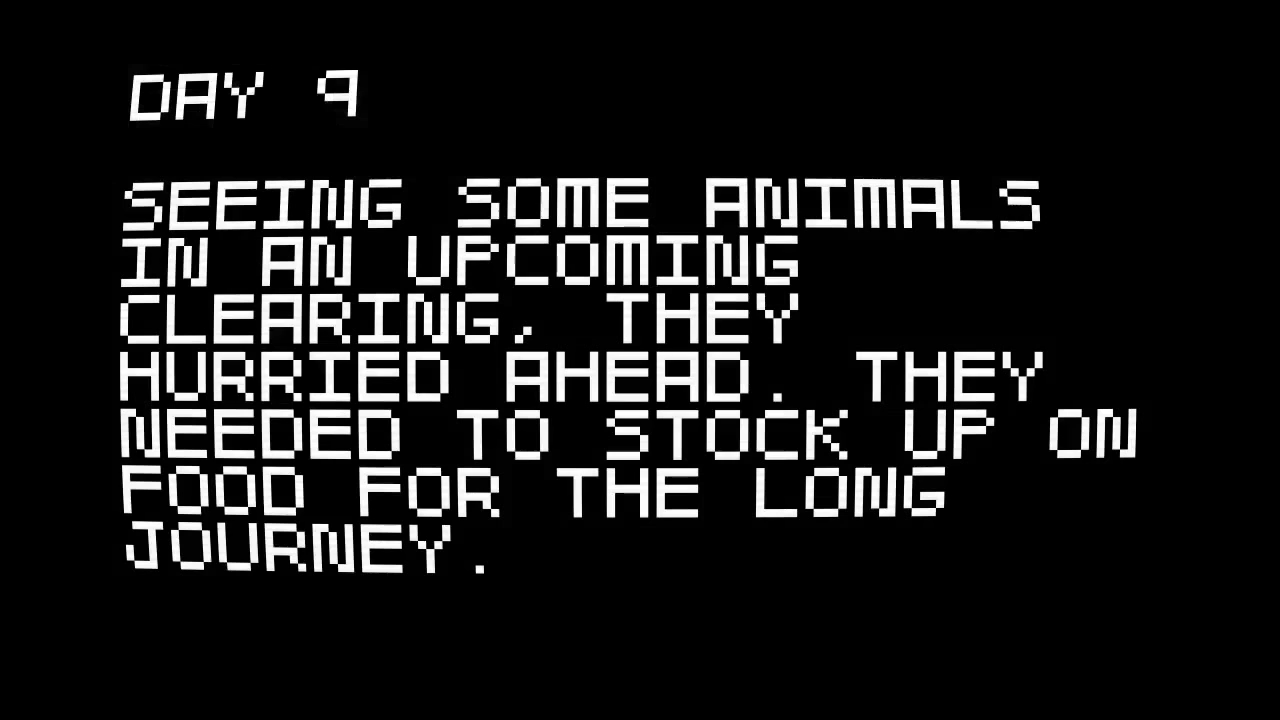 DAY 9
SEEING SOME ANIMALS
IN AN UPCOMING
CLEARING, THEY
HURRIED AHEAD. THEY
NEEDED TO STOCK UP ON
FOOD FOR THE LONG
JOURNEY.